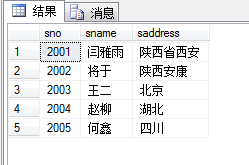 结果 消息
sno sname saddress
1 2001 闫雅雨 陕西省西安
2 2002 将于 陕西安康
3 2003 王二 北京
4 2004 赵柳 湖北
5 2005 何鑫 四川